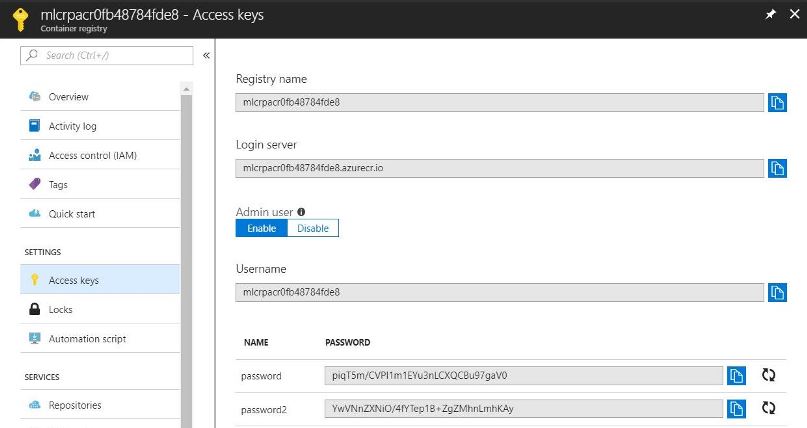 mlcrpacr0fb48784fde8 - Access keys
Container registry
Search (Ctrl+/)
«
Overview
Activity log
Access control (IAM)
Tags
Quick start
SETTINGS
Access keys
Locks
Automation script
SERVICES
Repositories
Registry name
mlcrpacr0fb48784fde8
Login server
mlcrpacr0fb48784fde8.azurecr.io
Admin user
Enable Disable
Username
mlcrpacr0fb48784fde8
NAME PASSWORD
password piqT5m/CVPI1m1EYu3nLCXQCBu97gaV0
password2 YwVNnZXNiO/4fYTep18+ZgZMhnLmhKAy